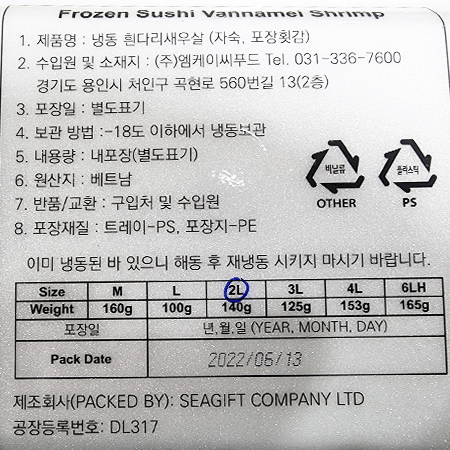 Frozen Sushi Vannamei Shrimp
1. 제품명 : 냉동 흰다리새우살 (자숙, 포장횟감)
2. 수입원 및 소재지 : (주)엠케이씨푸드 Tel. 031-336-7600
경기도 용인시 처인구 곡현로 560번길 13(2층)
3. 포장일 : 별도표기
4. 보관 방법 :-18도 이하에서 냉동보관
5. 내용량 : 내포장(별도표기)
6. 원산지 : 베트남
7. 반품/교환 : 구입처 및 수입원
8. 포장재질 : 트레이-PS, 포장지-PE
비닐류 플라스틱
OTHER PS
이미 냉동된 바 있으니 해동 후 재냉동 시키지 마시기 바랍니다.
Size M L 2L 3L 4L 6LH
Weight 160g 100g 140g 125g 153g 165g
포장일 년,월,일 (YEAR, MONTH, DAY)
Pack Date 2022/06/13
제조회사(PACKED BY): SEAGIFT COMPANY LTD
공장등록번호: DL317